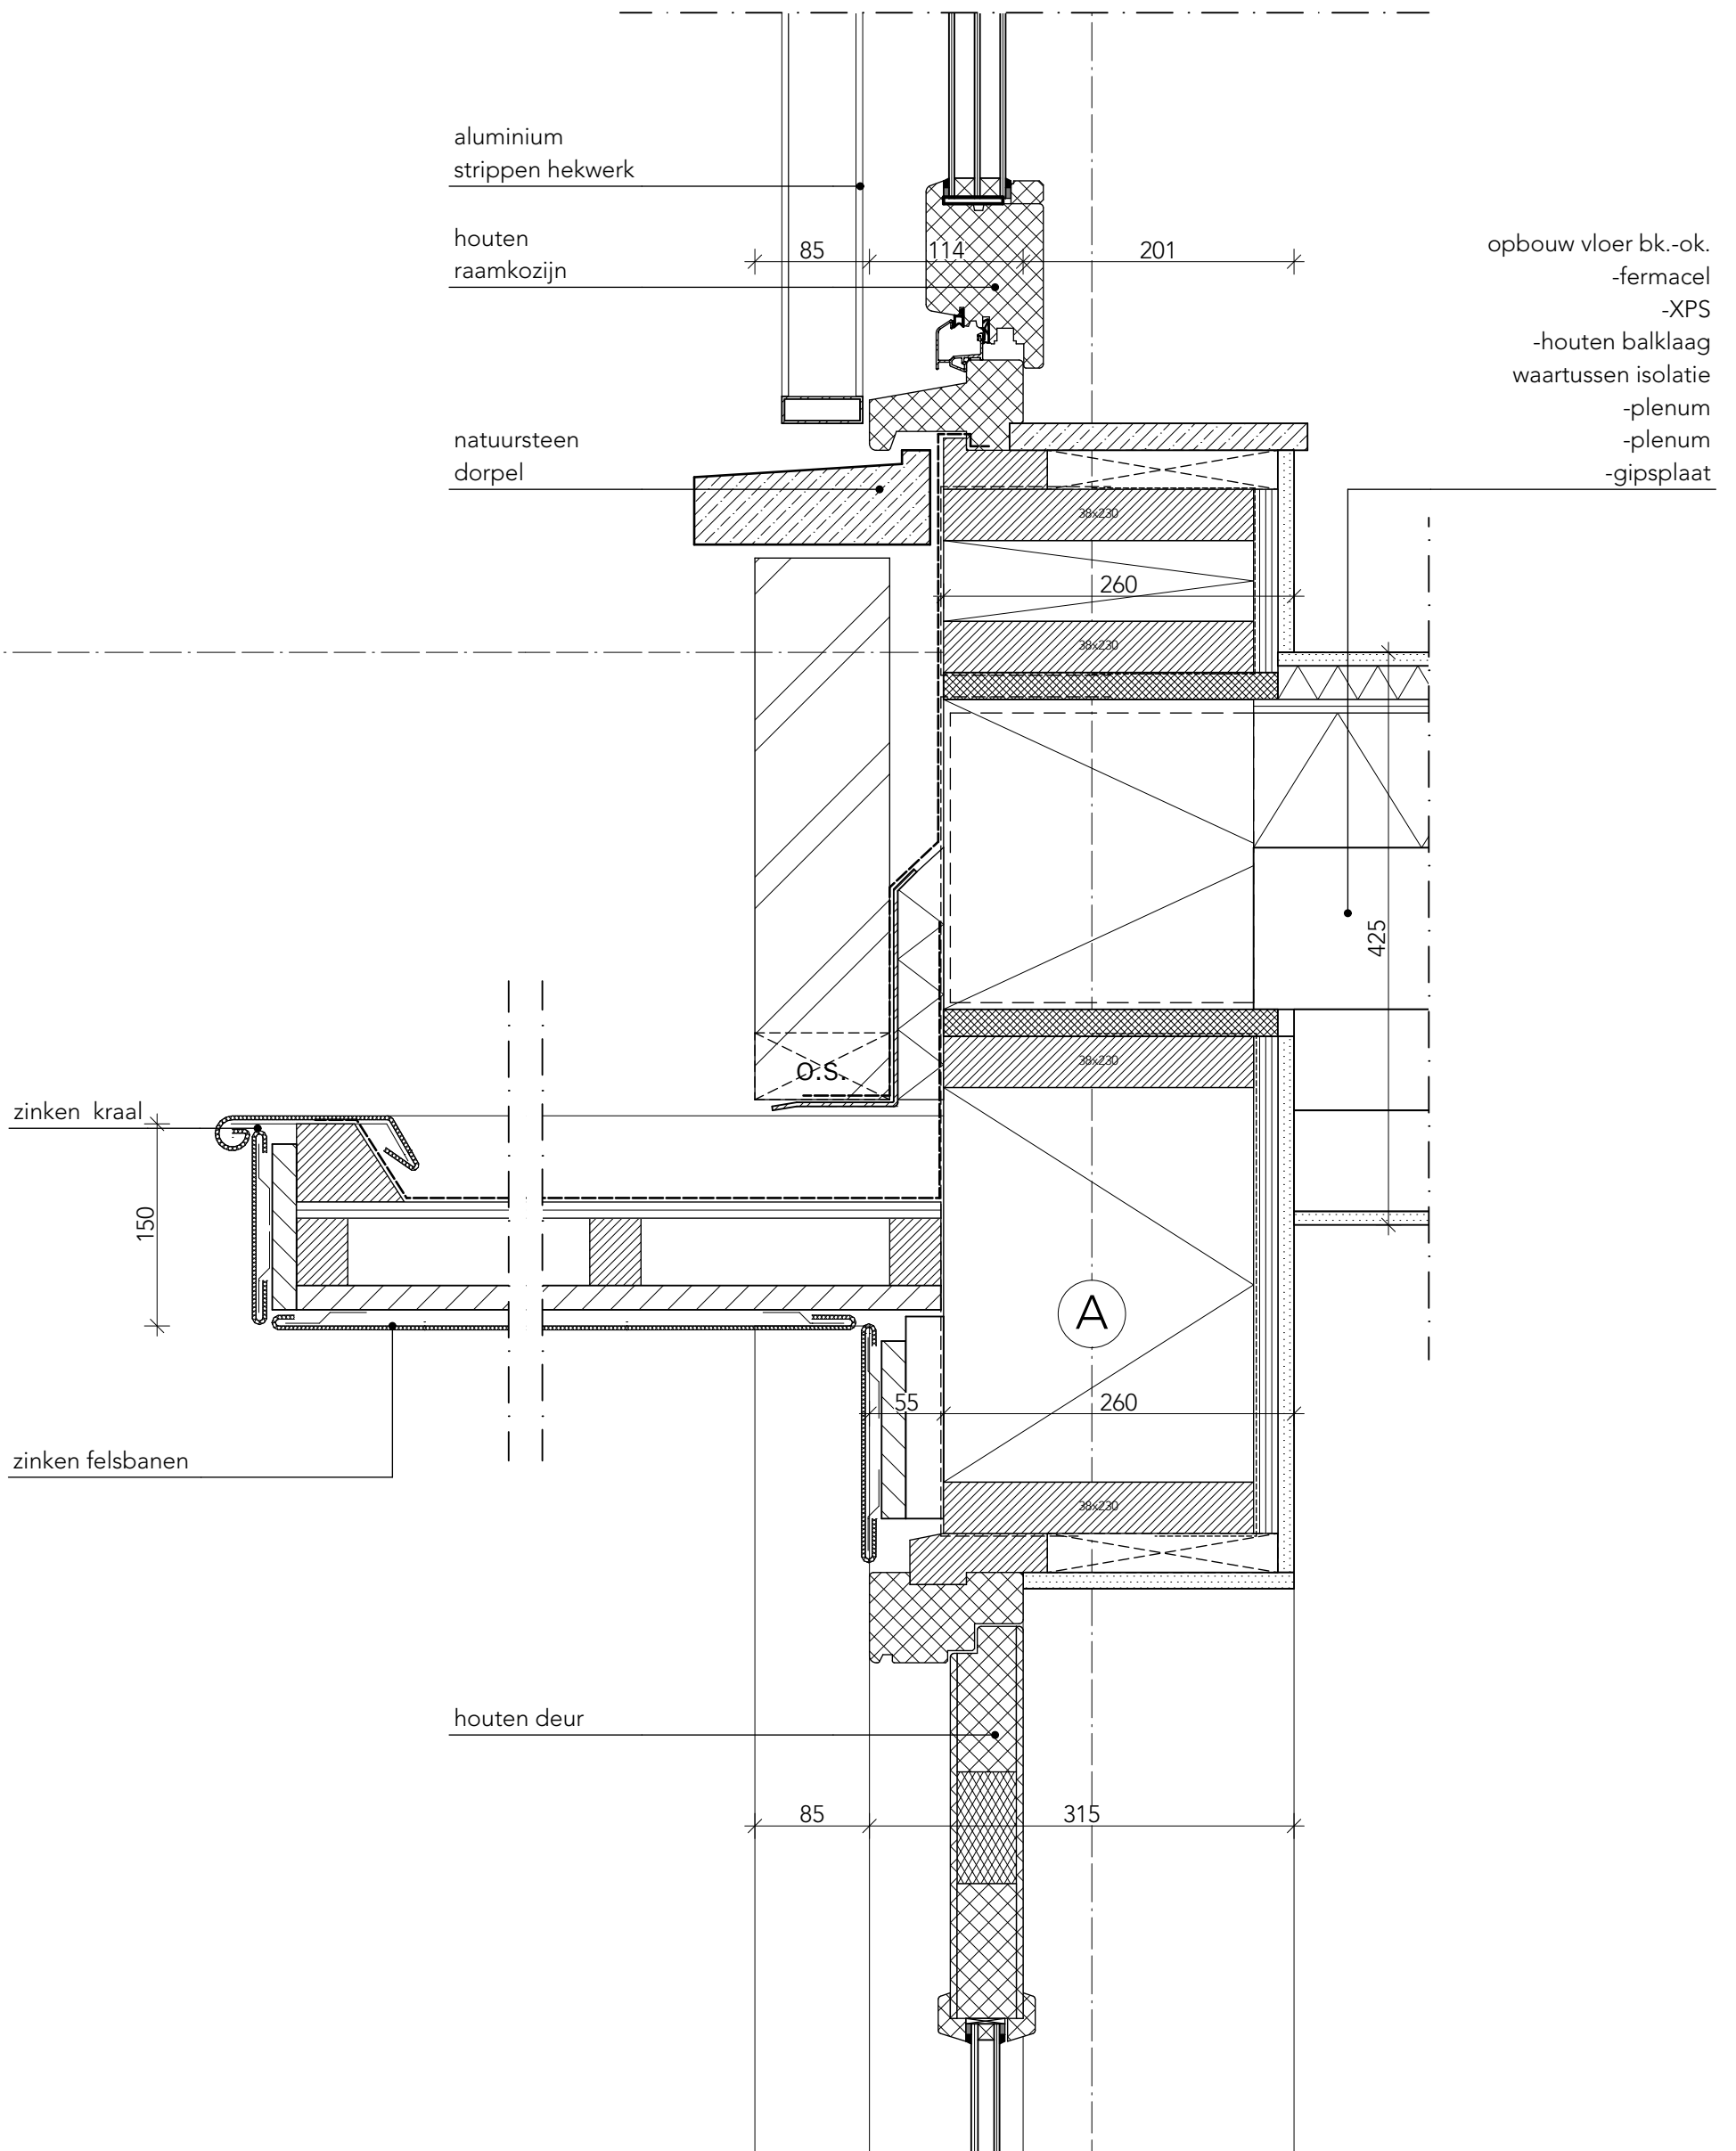 aluminium
strippen hekwerk
houten
raamkozijn
85
114
201
opbouw vloer bk.-ok.
-fermacel
-XPS
-houten balklaag
waartussen isolatie
-plenum
-plenum
-gipsplaat
natuursteen
dorpel
38x230
260
38x230
425
38x230
o.s.
zinken kraal
150
A
55
260
zinken felsbanen
38x230
houten deur
85
315